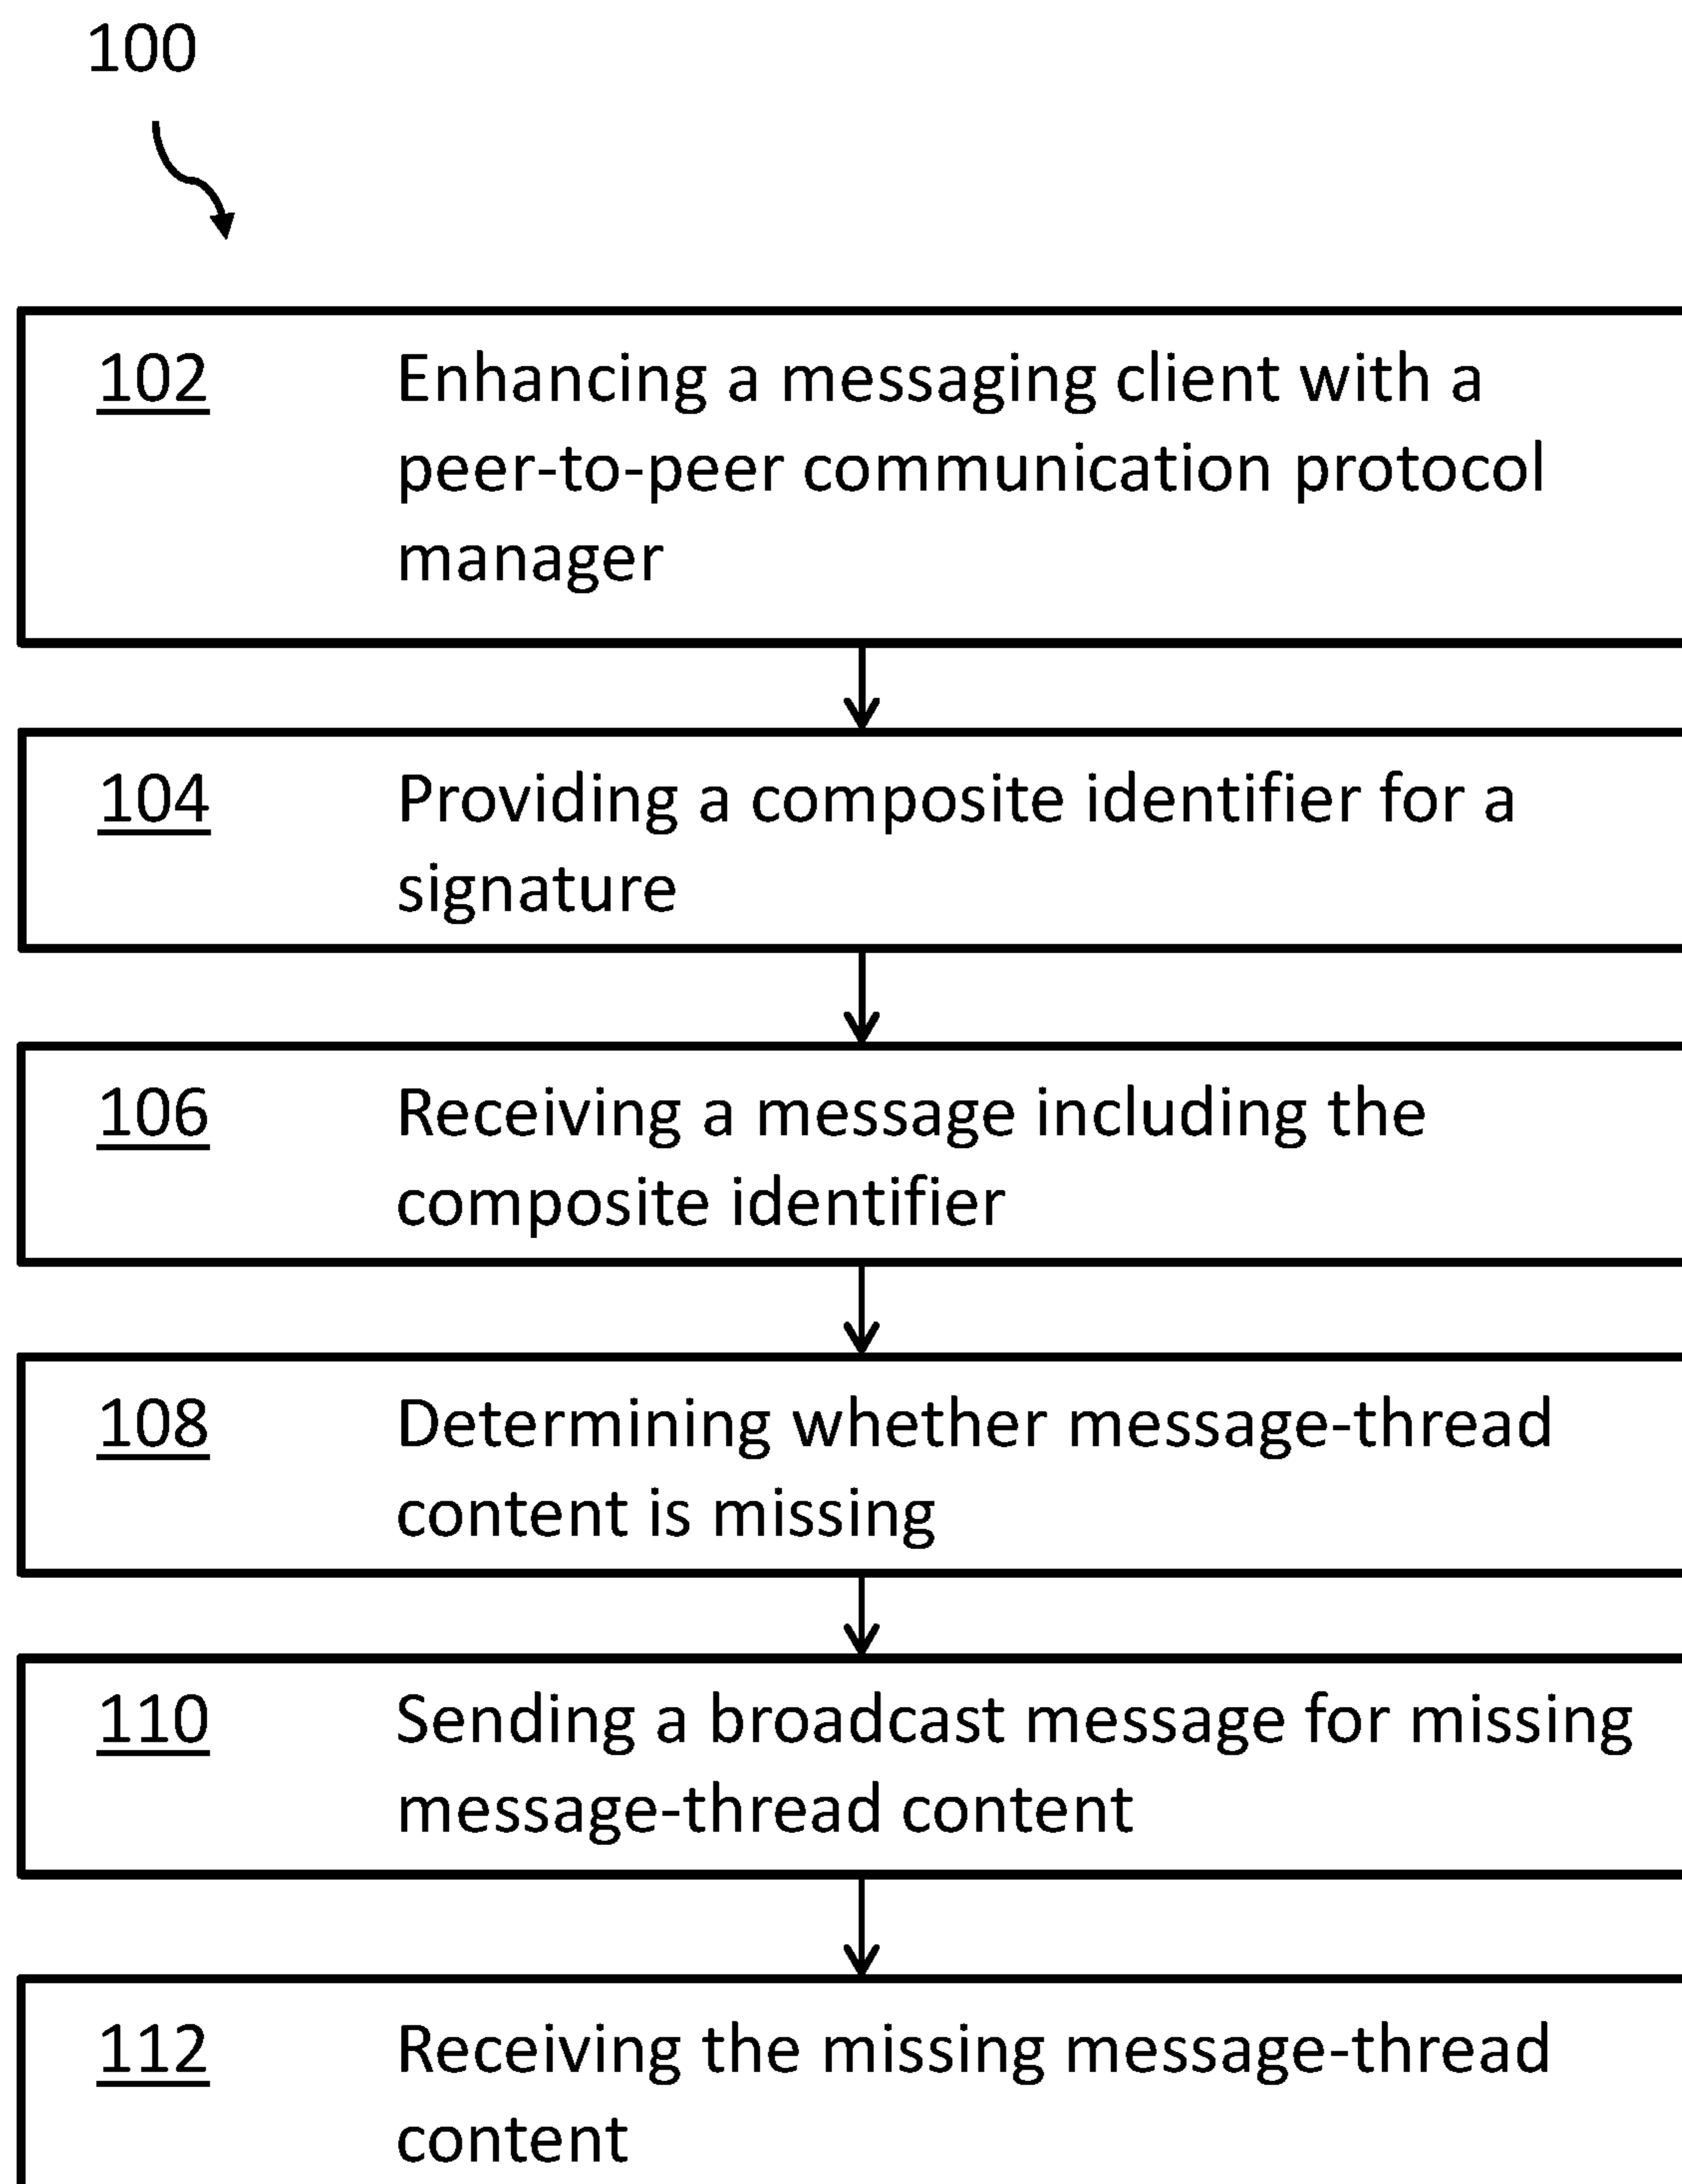 100
102 Enhancing a messaging client with a
peer-to-peer communication protocol
manager
104 Providing a composite identifier for a
signature
106 Receiving a message including the
composite identifier
108 Determining whether message-thread
content is missing
110 Sending a broadcast message for missing
message-thread content
112 Receiving the missing message-thread
content